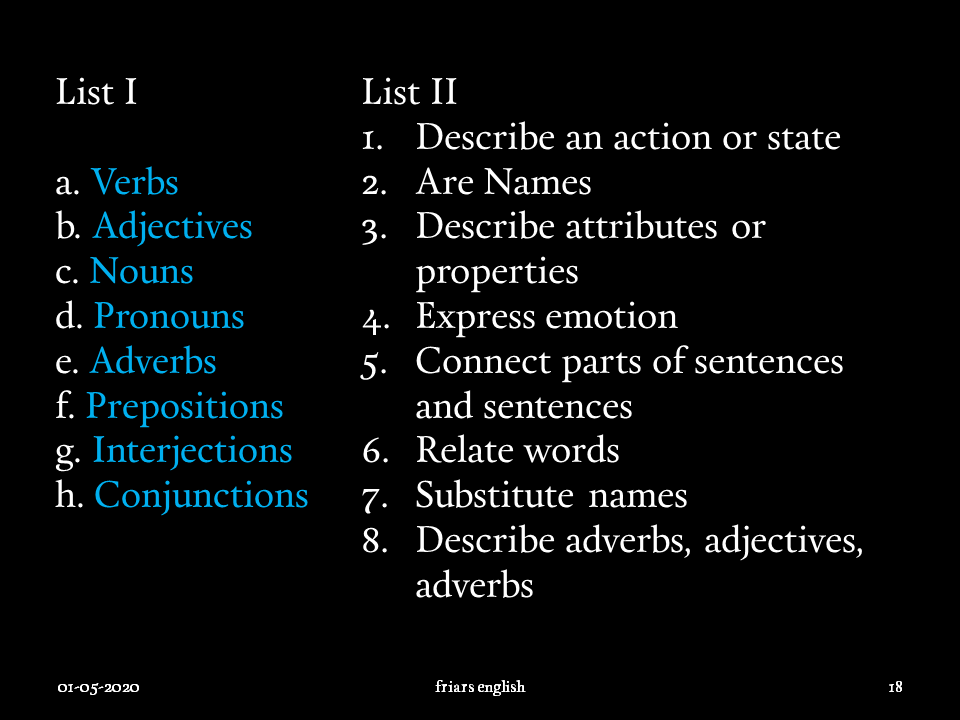 List I
a. Verbs
b. Adjectives
c. Nouns
d. Pronouns
e. Adverbs
f. Prepositions
g. Interjections
h. Conjunctions
List II
1. Describe an action or state
2. Are Names
3. Describe attributes or
properties
4. Express emotion
5. Connect parts of sentences
and sentences
6. Relate words
7. Substitute names
8. Describe adverbs, adjectives,
adverbs
01-05-2020
friars english
18